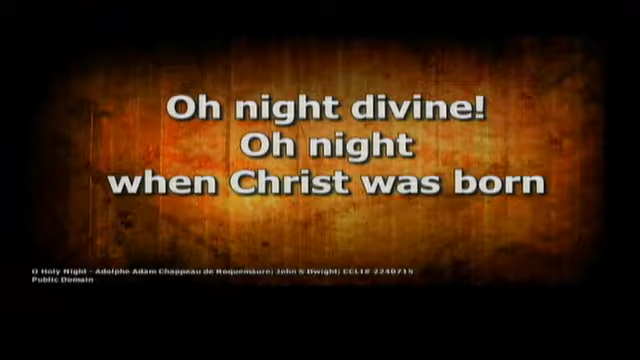 Oh night divine!
Oh night
when Christ was born
O Holy Night - Adolphe Adam Chappeau de Roquemaure; John S Dwight; CCLI# 2240715
Public Domain